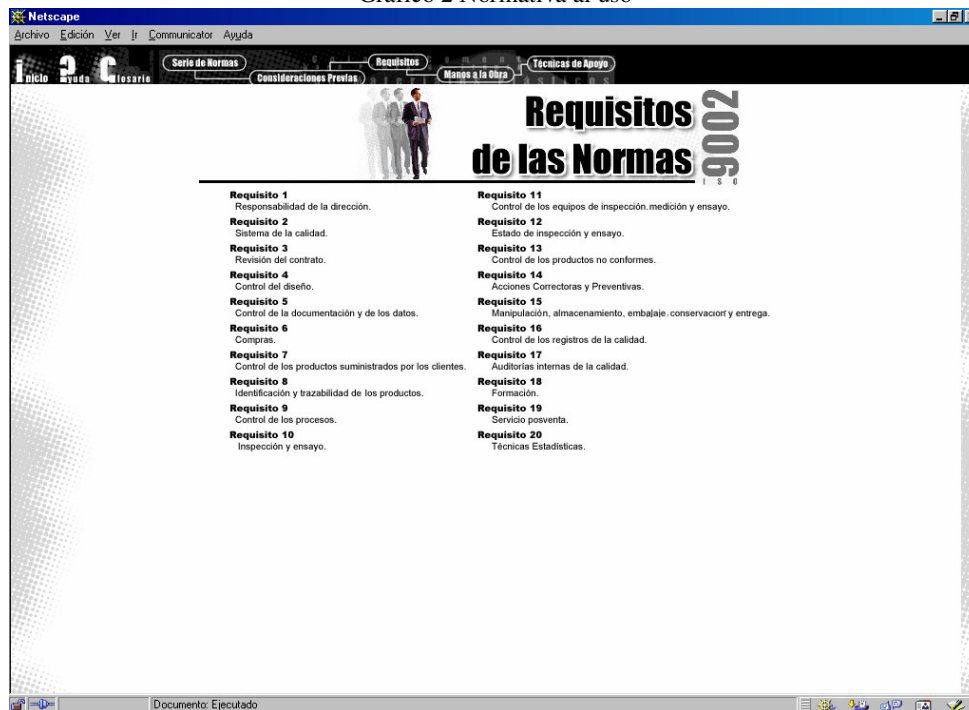 Gráfico 2 Normativa al uso
Netscape
Archivo Edición Ver Ir Communicator Ayuda
Inicio Ayuda Glosario
Serie de Normas
Consideraciones Previas
Requisitos
Manos a la Obra
Técnicas de Apoyo
Requisitos
de las Normas
ISO 9002
Requisito 1
Responsabilidad de la dirección.
Requisito 2
Sistema de la calidad.
Requisito 3
Revisión del contrato.
Requisito 4
Control del diseño.
Requisito 5
Control de la documentación y de los datos.
Requisito 6
Compras.
Requisito 7
Control de los productos suministrados por los clientes.
Requisito 8
Identificación y trazabilidad de los productos.
Requisito 9
Control de los procesos.
Requisito 10
Inspección y ensayo.
Requisito 11
Control de los equipos de inspección.medición y ensayo.
Requisito 12
Estado de inspección y ensayo.
Requisito 13
Control de los productos no conformes.
Requisito 14
Acciones Correctoras y Preventivas.
Requisito 15
Manipulación, almacenamiento, embalaje.conservación y entrega.
Requisito 16
Control de los registros de la calidad.
Requisito 17
Auditorías internas de la calidad.
Requisito 18
Formación.
Requisito 19
Servicio posventa.
Requisito 20
Técnicas Estadísticas.
Documento: Ejecutado